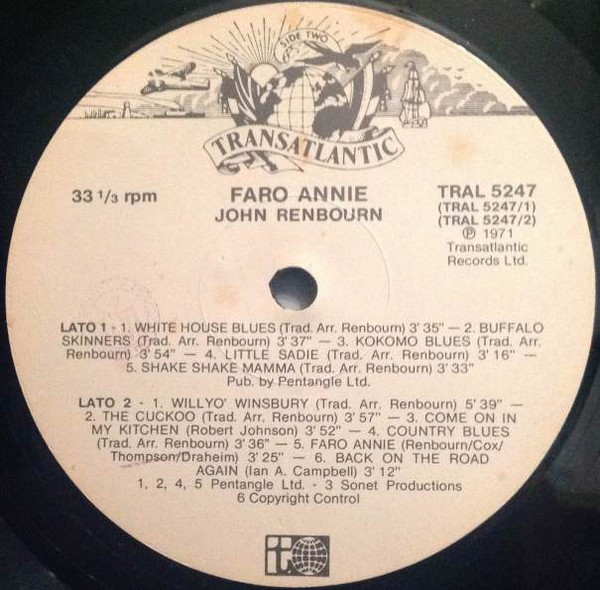 SIDE TWO
TRANSATLANTIC
33 1/3 rpm
FARO ANNIE
JOHN RENBOURN
TRAL 5247
(TRAL 5247/1)
(TRAL 5247/2)
Ⓟ 1971
Transatlantic
Records Ltd.
LATO 1 - 1. WHITE HOUSE BLUES (Trad. Arr. Renbourn) 3' 35" — 2. BUFFALO
SKINNERS (Trad. Arr. Renbourn) 3' 37" — 3. KOKOMO BLUES (Trad. Arr.
Renbourn) 3' 54" — 4. LITTLE SADIE (Trad. Arr. Renbourn) 3' 16" —
5. SHAKE SHAKE MAMMA (Trad. Arr. Renbourn) 3' 33"
Pub. by Pentangle Ltd.
LATO 2 - 1. WILLYO' WINSBURY (Trad. Arr. Renbourn) 5' 39" —
2. THE CUCKOO (Trad. Arr. Renbourn) 3' 57" — 3. COME ON IN
MY KITCHEN (Robert Johnson) 3' 52" — 4. COUNTRY BLUES
(Trad. Arr. Renbourn) 3' 36" — 5. FARO ANNIE (Renbourn/Cox/
Thompson/Draheim) 3' 25" — 6. BACK ON THE ROAD
AGAIN (Ian A. Campbell) 3' 12"
1, 2, 4, 5 Pentangle Ltd. - 3 Sonet Productions
6 Copyright Control